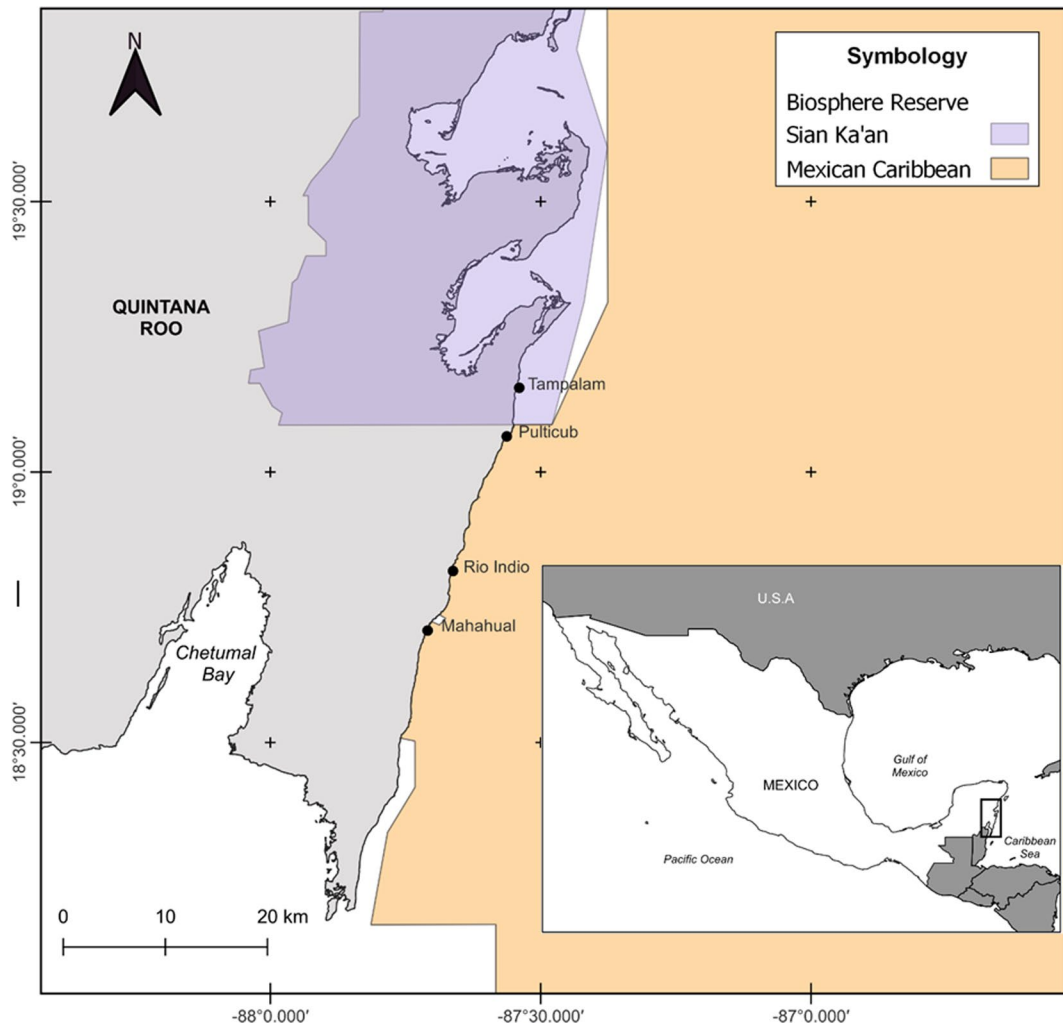 N
Symbology
Biosphere Reserve
Sian Ka'an
Mexican Caribbean
19°30.000'
QUINTANA
ROO
Tampalam
Pulticub
19°0.000'
Rio Indio
Mahahual
Chetumal
Bay
18°30.000'
U.S.A
Gulf of
Mexico
MEXICO
Caribbean
Sea
Pacific Ocean
0 10 20 km
-88°0.000' -87°30.000' -87°0.000'